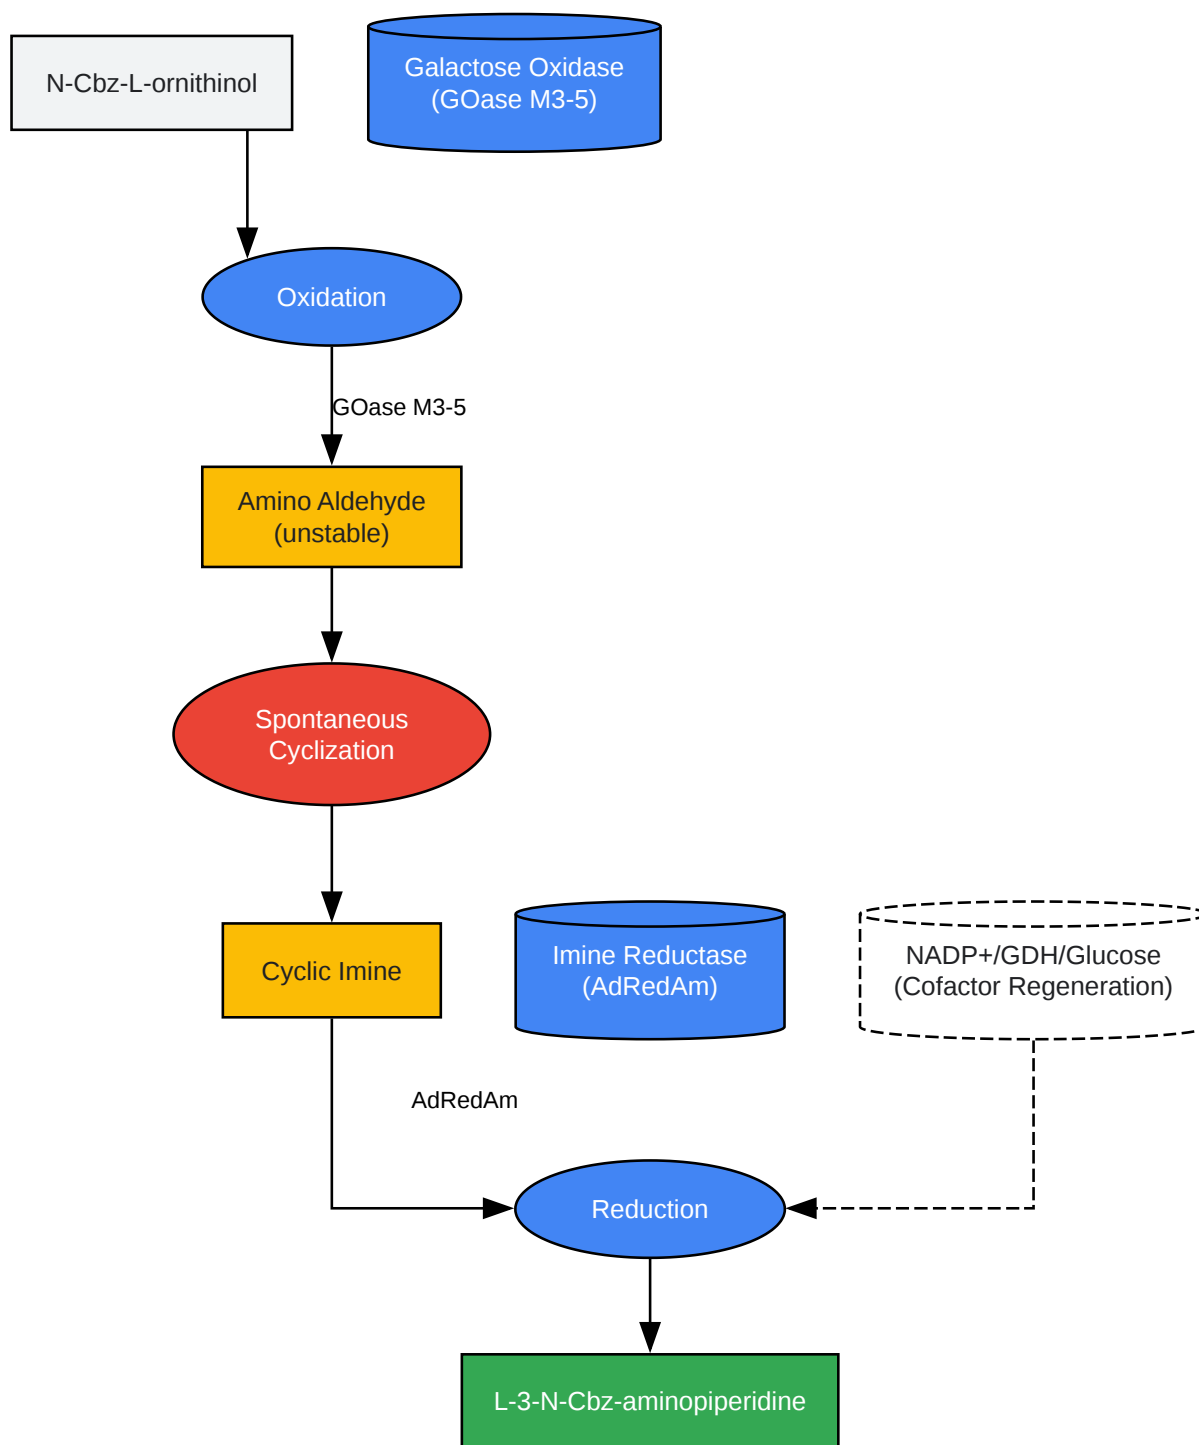 N-Cbz-L-ornithinol
Galactose Oxidase
(GOase M3-5)
Oxidation
GOase M3-5
Amino Aldehyde
(unstable)
Spontaneous
Cyclization
Cyclic Imine
Imine Reductase
(AdRedAm)
NADP+/GDH/Glucose
(Cofactor Regeneration)
AdRedAm
Reduction
L-3-N-Cbz-aminopiperidine